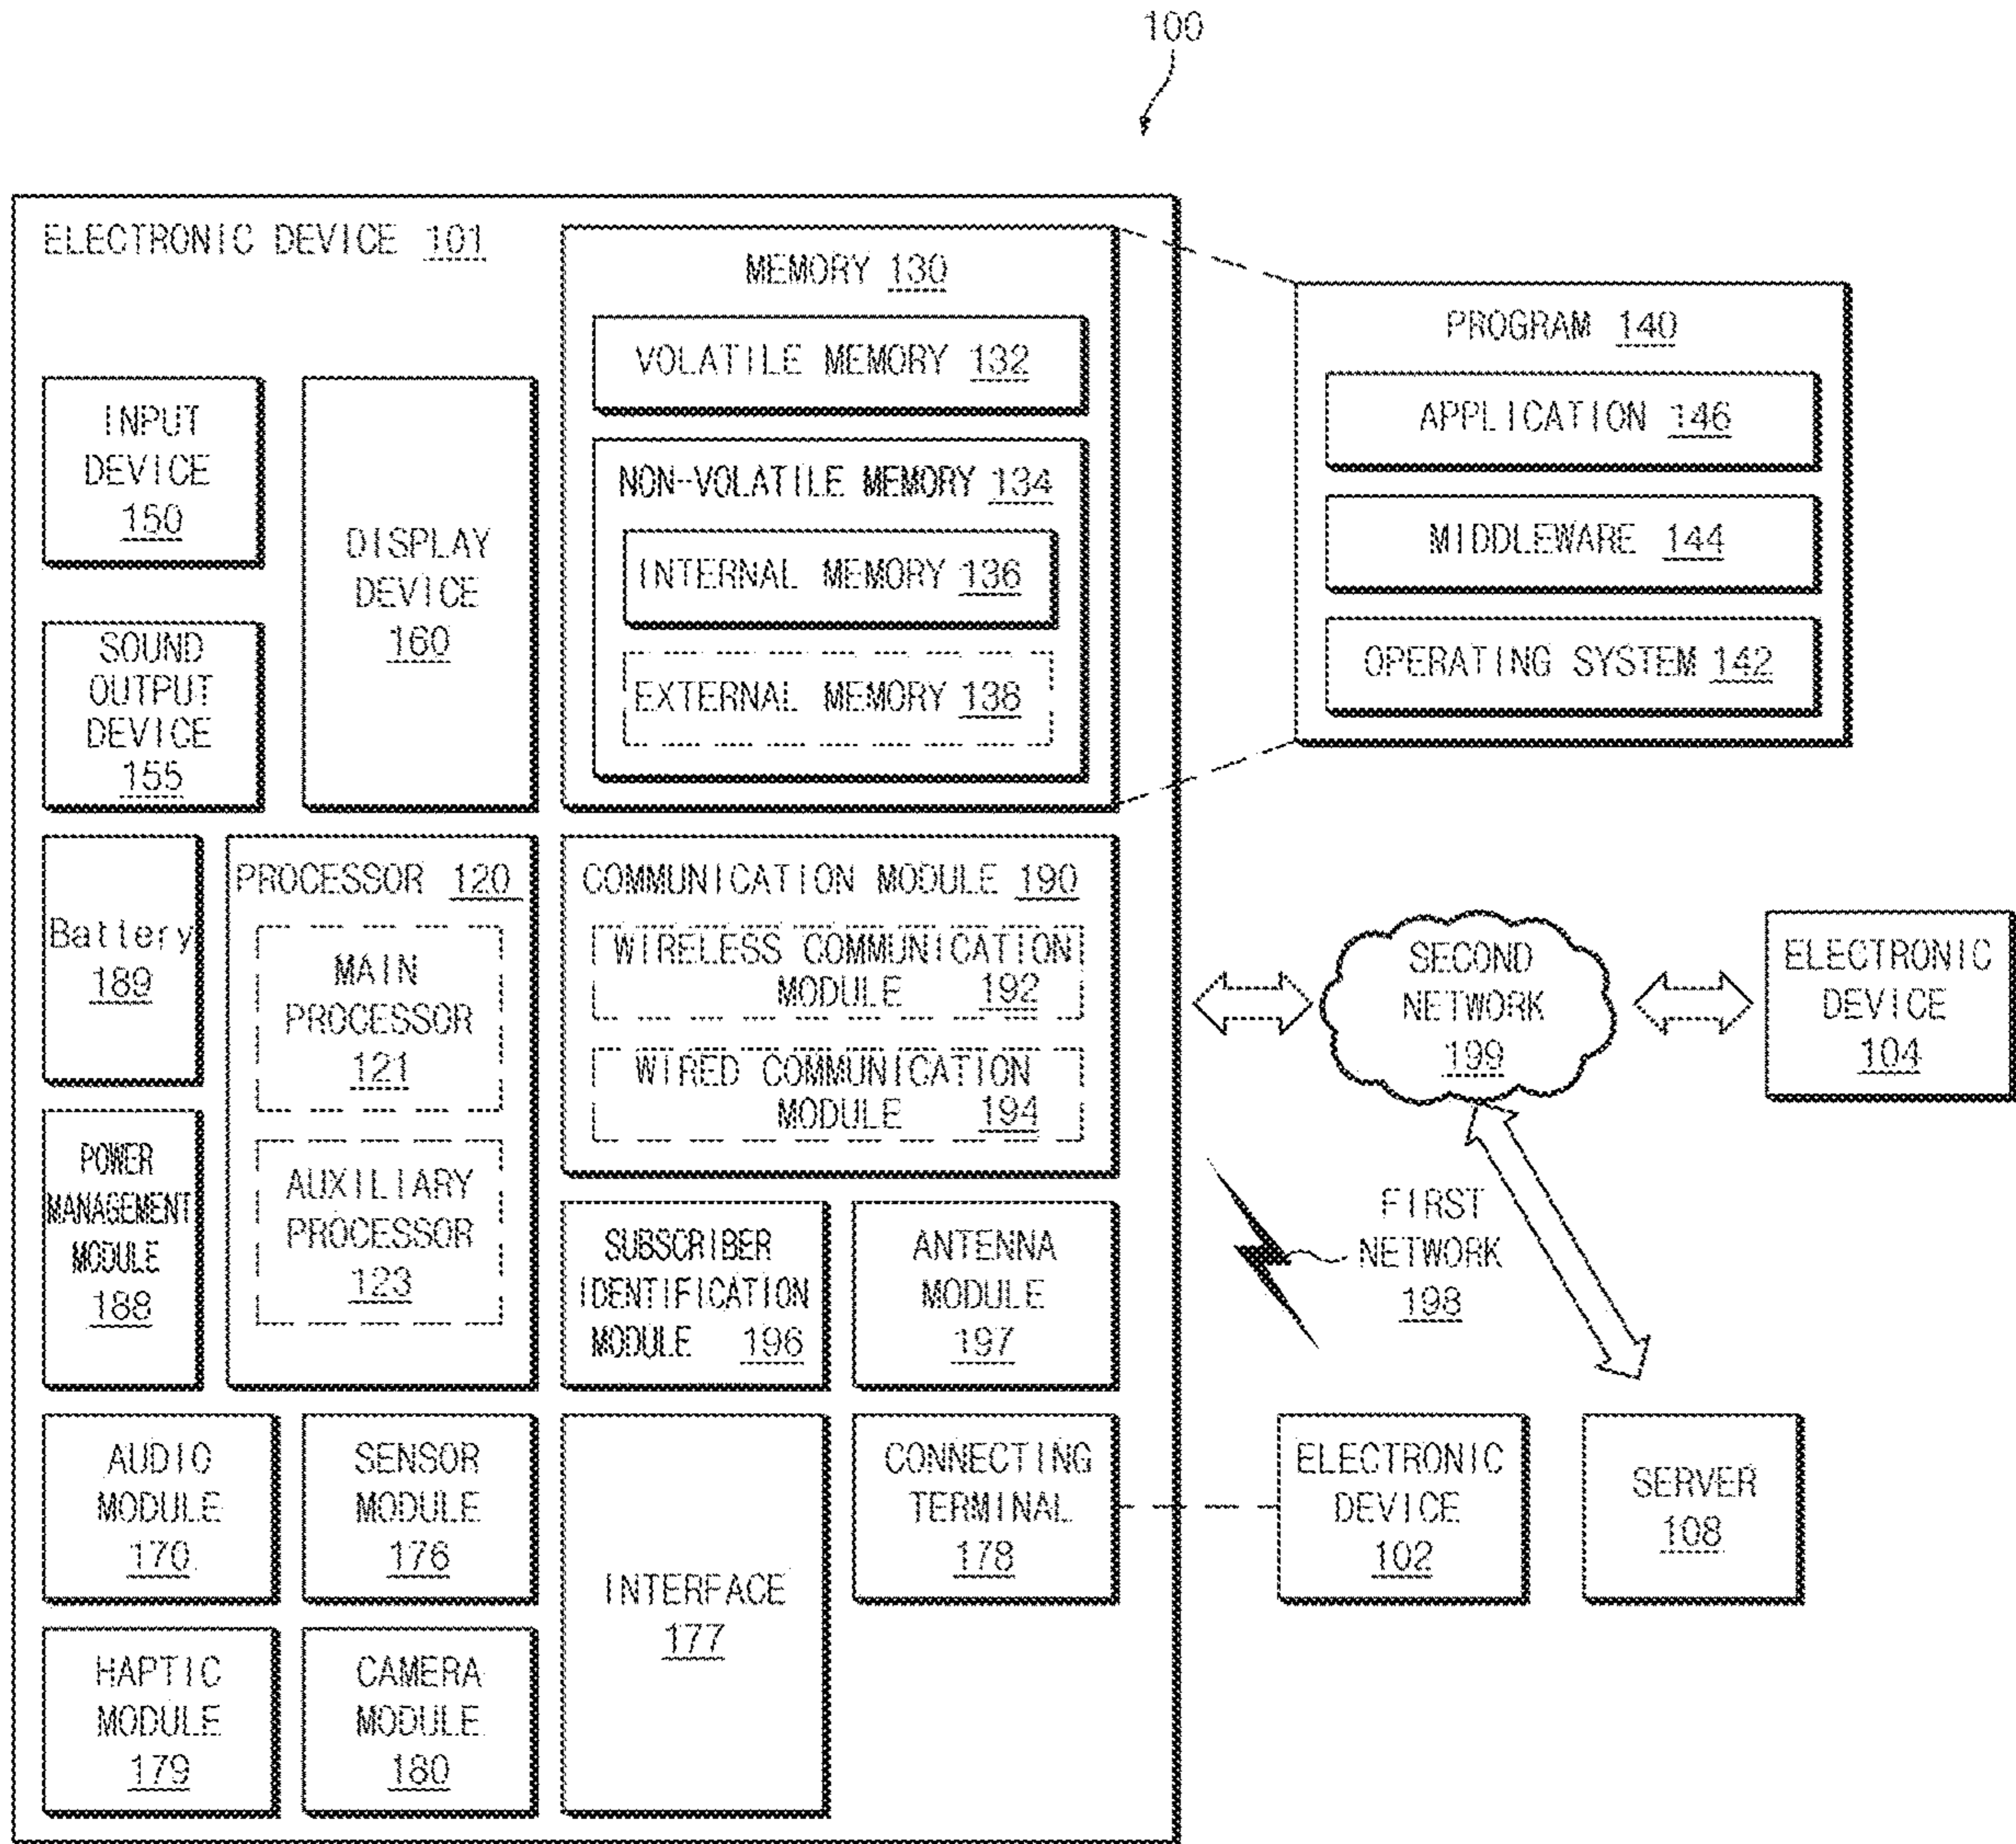 100
ELECTRONIC DEVICE 101
MEMORY 130
VOLATILE MEMORY 132
NON-VOLATILE MEMORY 134
INTERNAL MEMORY 136
EXTERNAL MEMORY 138
PROGRAM 140
APPLICATION 146
MIDDLEWARE 144
OPERATING SYSTEM 142
INPUT
DEVICE
150
SOUND
OUTPUT
DEVICE
155
DISPLAY
DEVICE
160
Battery
189
POWER
MANAGEMENT
MODULE
188
PROCESSOR 120
MAIN
PROCESSOR
121
AUXILIARY
PROCESSOR
123
COMMUNICATION MODULE 190
WIRELESS COMMUNICATION
MODULE 192
WIRED COMMUNICATION
MODULE 194
SUBSCRIBER
IDENTIFICATION
MODULE 196
ANTENNA
MODULE
197
SECOND
NETWORK
199
ELECTRONIC
DEVICE
104
FIRST
NETWORK
198
AUDIO
MODULE
170
SENSOR
MODULE
176
INTERFACE
177
CONNECTING
TERMINAL
178
ELECTRONIC
DEVICE
102
SERVER
108
HAPTIC
MODULE
179
CAMERA
MODULE
180